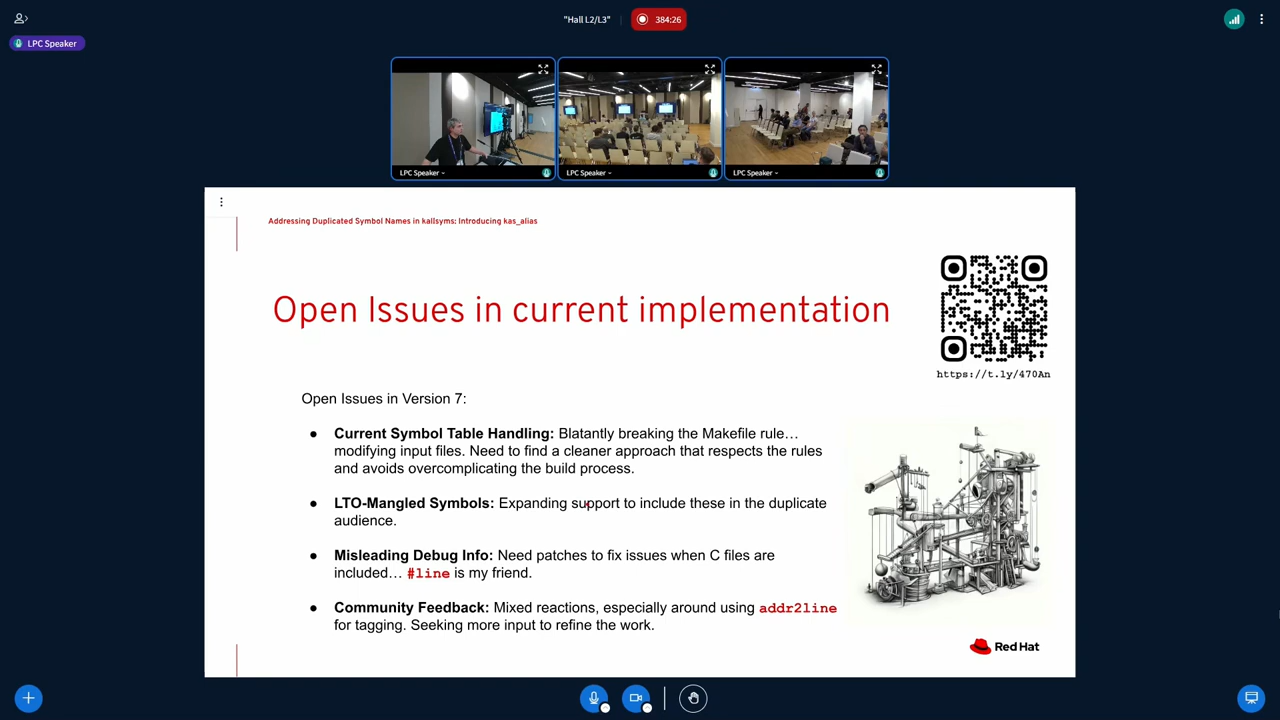 "Hall L2/L3"
384:26
LPC Speaker
LPC Speaker
LPC Speaker
LPC Speaker
Addressing Duplicated Symbol Names in kallsyms: Introducing kas_alias
Open Issues in current implementation
https://t.ly/470An
Open Issues in Version 7:
● Current Symbol Table Handling: Blatantly breaking the Makefile rule…
modifying input files. Need to find a cleaner approach that respects the rules
and avoids overcomplicating the build process.
● LTO-Mangled Symbols: Expanding support to include these in the duplicate
audience.
● Misleading Debug Info: Need patches to fix issues when C files are
included… #line is my friend.
● Community Feedback: Mixed reactions, especially around using addr2line
for tagging. Seeking more input to refine the work.
Red Hat